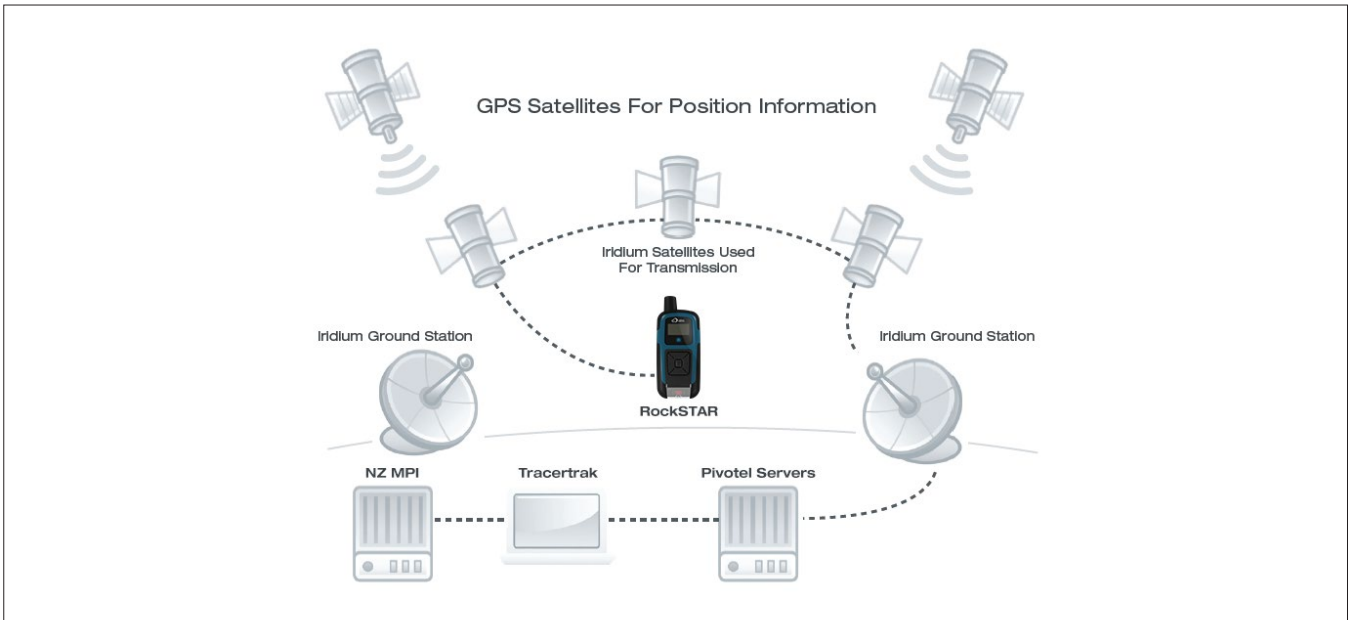 GPS Satellites For Position Information
Iridium Satellites Used
For Transmission
Iridium Ground Station
Iridium Ground Station
RockSTAR
NZ MPI
Tracertrak
Pivotel Servers